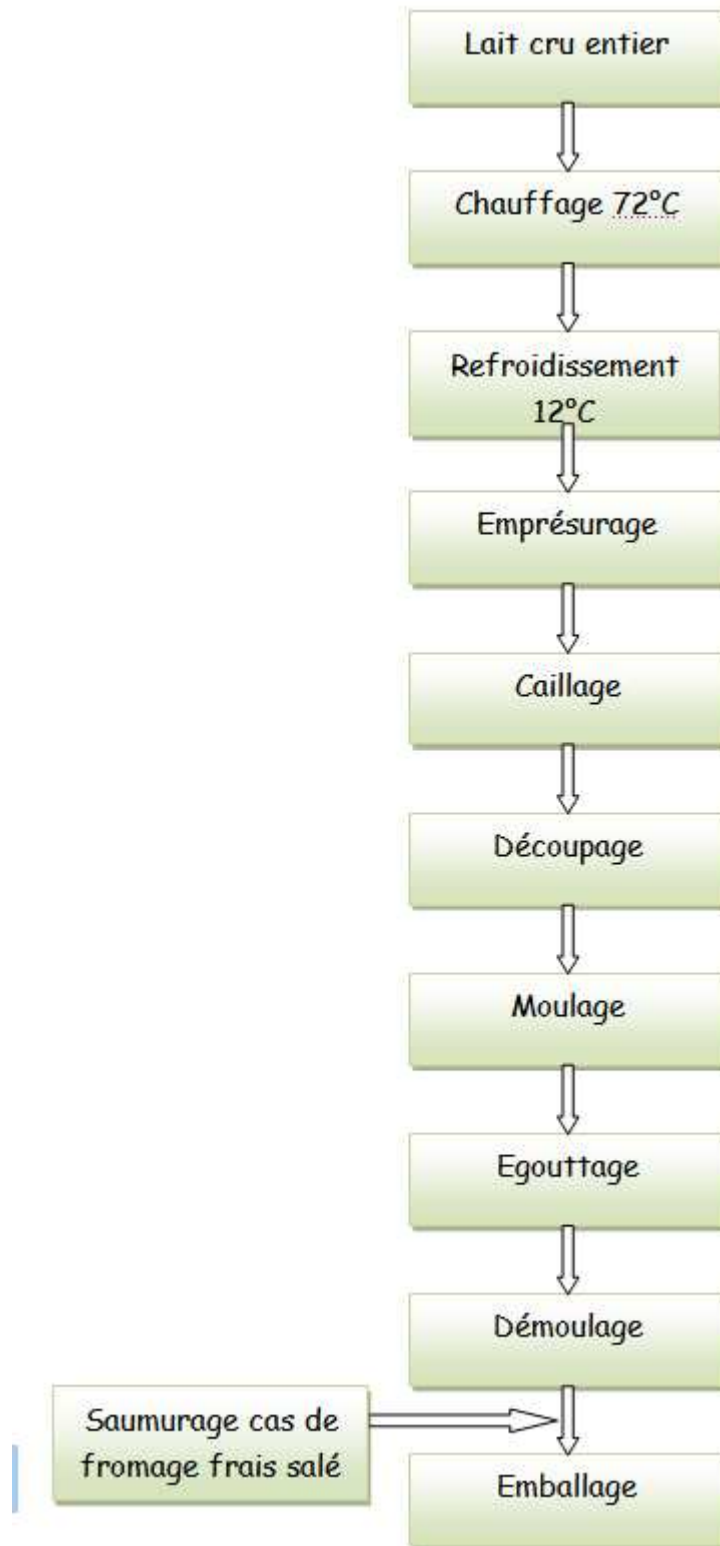 Lait cru entier
Chauffage 72°C
Refroidissement
12°C
Emprésurage
Caillage
Découpage
Moulage
Egouttage
Démoulage
Saumurage cas de
fromage frais salé
Emballage